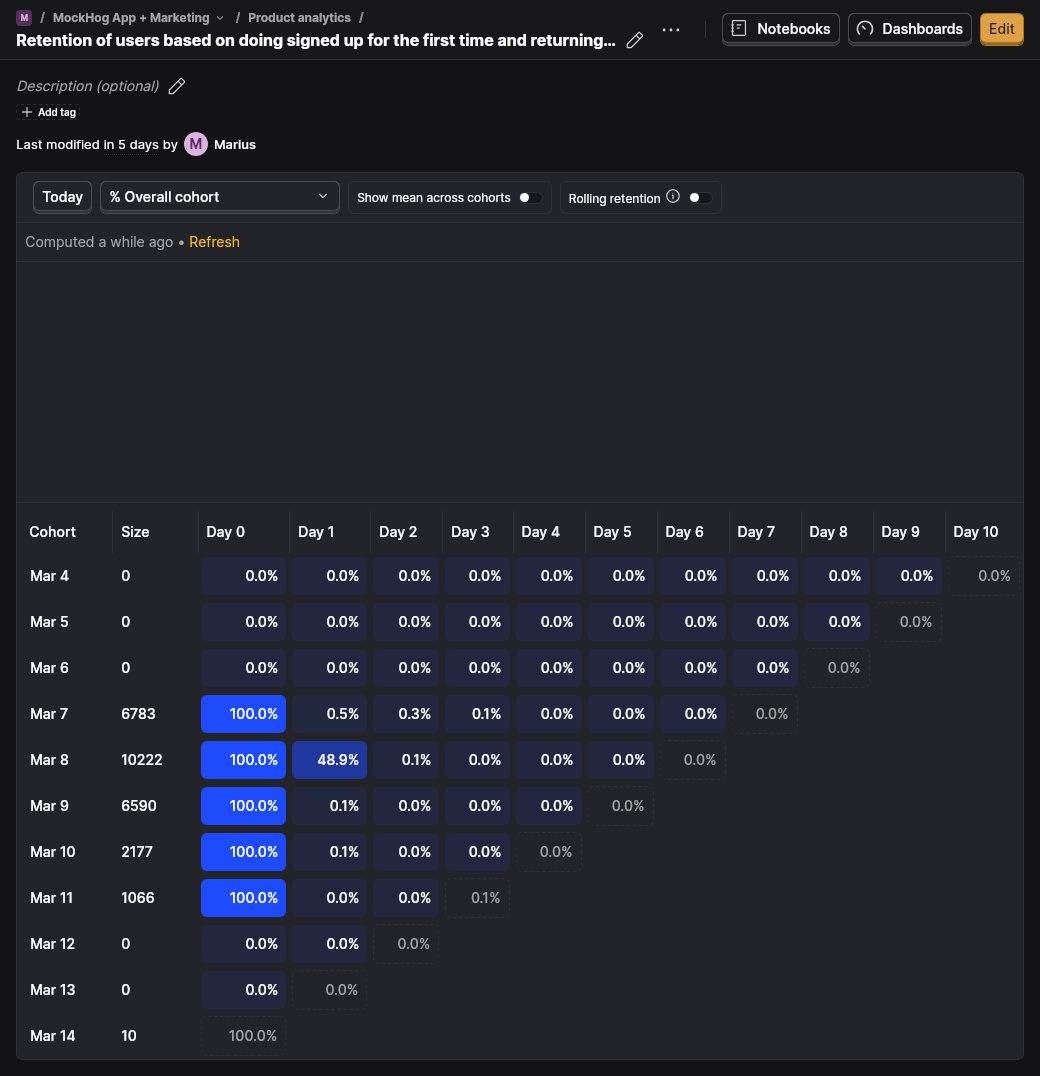 M / MockHog App + Marketing / Product analytics /
Retention of users based on doing signed up for the first time and returning...
Notebooks
Dashboards
Edit
Description (optional)
Add tag
Last modified in 5 days by M Marius
Today
% Overall cohort
Show mean across cohorts
Rolling retention
Computed a while ago • Refresh
Cohort Size Day 0 Day 1 Day 2 Day 3 Day 4 Day 5 Day 6 Day 7 Day 8 Day 9 Day 10
Mar 4 0 0.0% 0.0% 0.0% 0.0% 0.0% 0.0% 0.0% 0.0% 0.0% 0.0% 0.0%
Mar 5 0 0.0% 0.0% 0.0% 0.0% 0.0% 0.0% 0.0% 0.0% 0.0% 0.0%
Mar 6 0 0.0% 0.0% 0.0% 0.0% 0.0% 0.0% 0.0% 0.0% 0.0%
Mar 7 6783 100.0% 0.5% 0.3% 0.1% 0.0% 0.0% 0.0% 0.0%
Mar 8 10222 100.0% 48.9% 0.1% 0.0% 0.0% 0.0% 0.0%
Mar 9 6590 100.0% 0.1% 0.0% 0.0% 0.0% 0.0%
Mar 10 2177 100.0% 0.1% 0.0% 0.0% 0.0%
Mar 11 1066 100.0% 0.0% 0.0% 0.1%
Mar 12 0 0.0% 0.0% 0.0%
Mar 13 0 0.0% 0.0%
Mar 14 10 100.0%